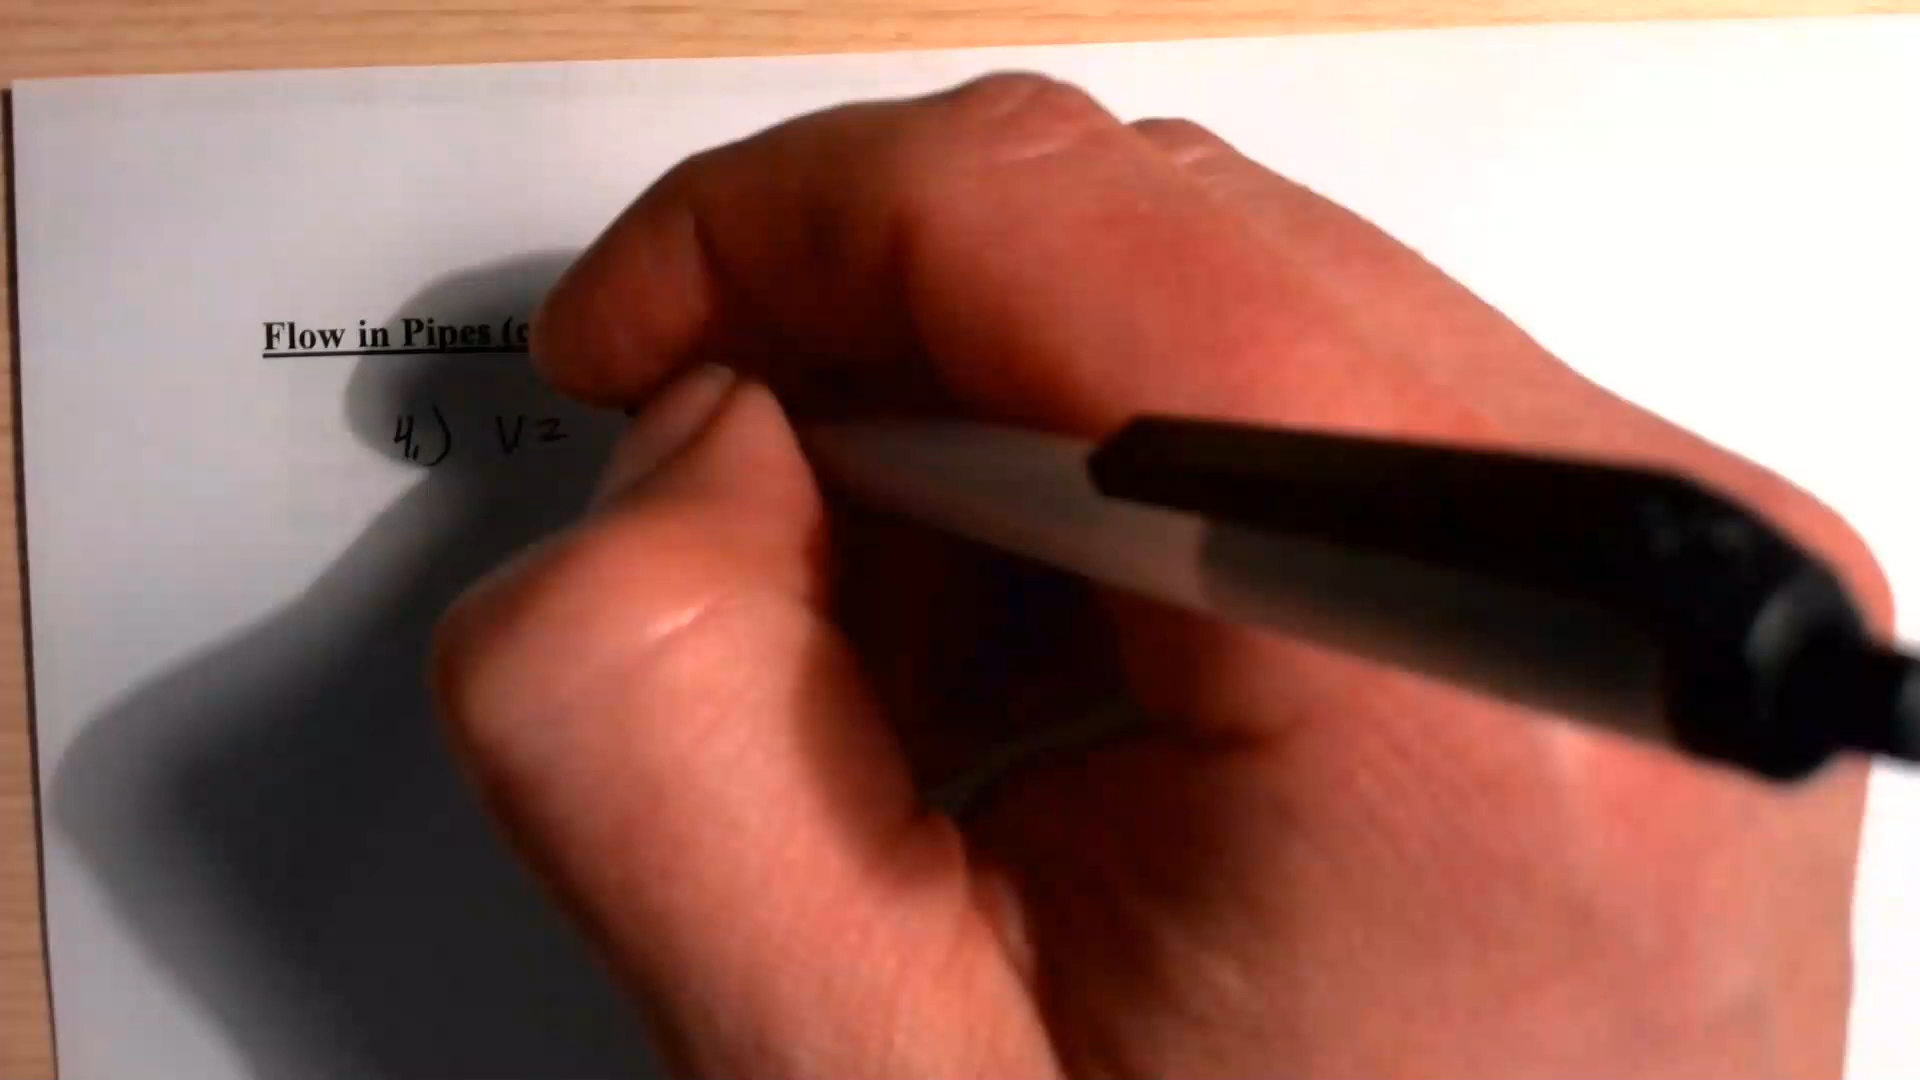 Flow in Pipes (c
4.) V =